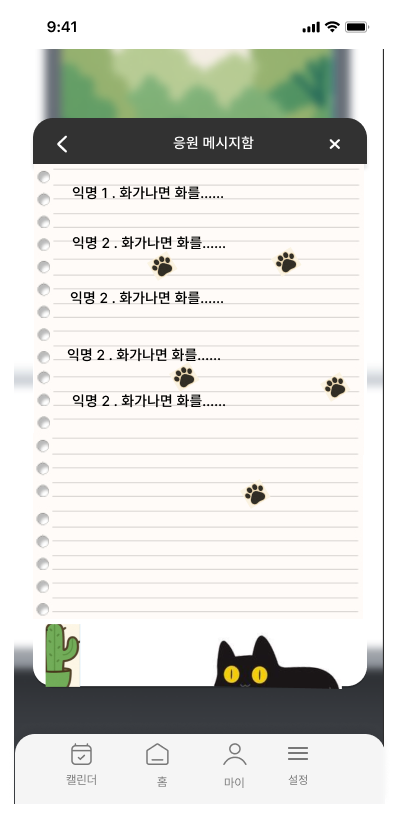 9:41
응원 메시지함
익명 1 . 화가나면 화를......
익명 2 . 화가나면 화를......
익명 2 . 화가나면 화를......
익명 2 . 화가나면 화를......
익명 2 . 화가나면 화를......
캘린더
홈
마이
설정